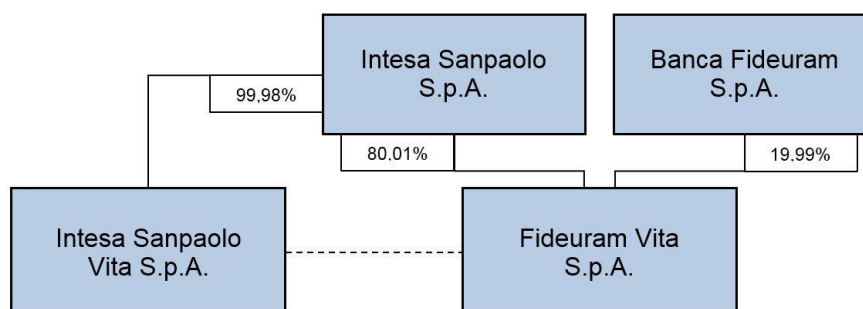 Intesa Sanpaolo
S.p.A.
Banca Fideuram
S.p.A.
99,98%
80,01%
19,99%
Intesa Sanpaolo
Vita S.p.A.
Fideuram Vita
S.p.A.